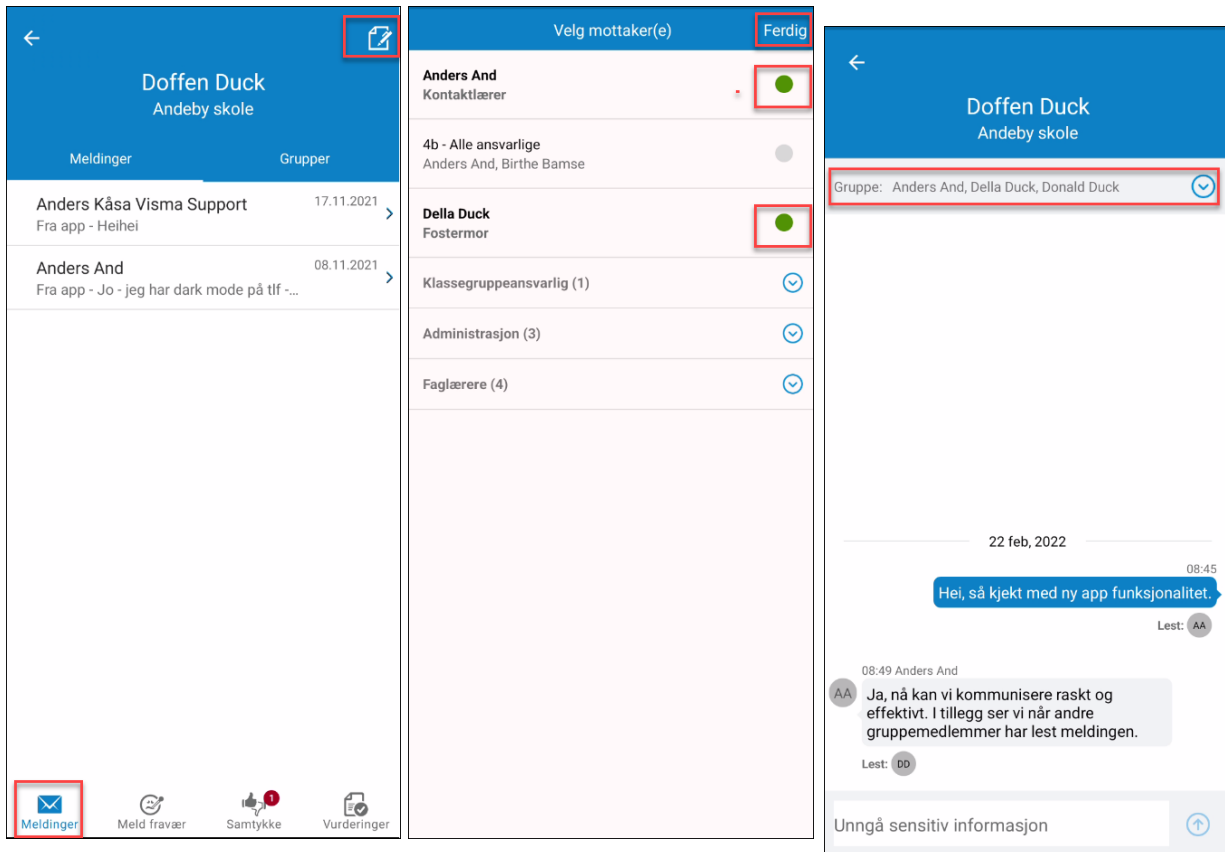 Doffen Duck
Andeby skole
Meldinger
Grupper
Anders Kåsa Visma Support
17.11.2021
Fra app - Heihei
Anders And
08.11.2021
Fra app - Jo - jeg har dark mode på tlf -...
1
Meldinger
Meld fravær
Samtykke
Vurderinger
Velg mottaker(e)
Ferdig
Anders And
Kontaktlærer
4b - Alle ansvarlige
Anders And, Birthe Bamse
Della Duck
Fostermor
Klassegruppeansvarlig (1)
Administrasjon (3)
Faglærere (4)
Doffen Duck
Andeby skole
Gruppe: Anders And, Della Duck, Donald Duck
22 feb, 2022
08:45
Hei, så kjekt med ny app funksjonalitet.
Lest: AA
08:49 Anders And
AA
Ja, nå kan vi kommunisere raskt og
effektivt. I tillegg ser vi når andre
gruppemedlemmer har lest meldingen.
Lest: DD
Unngå sensitiv informasjon